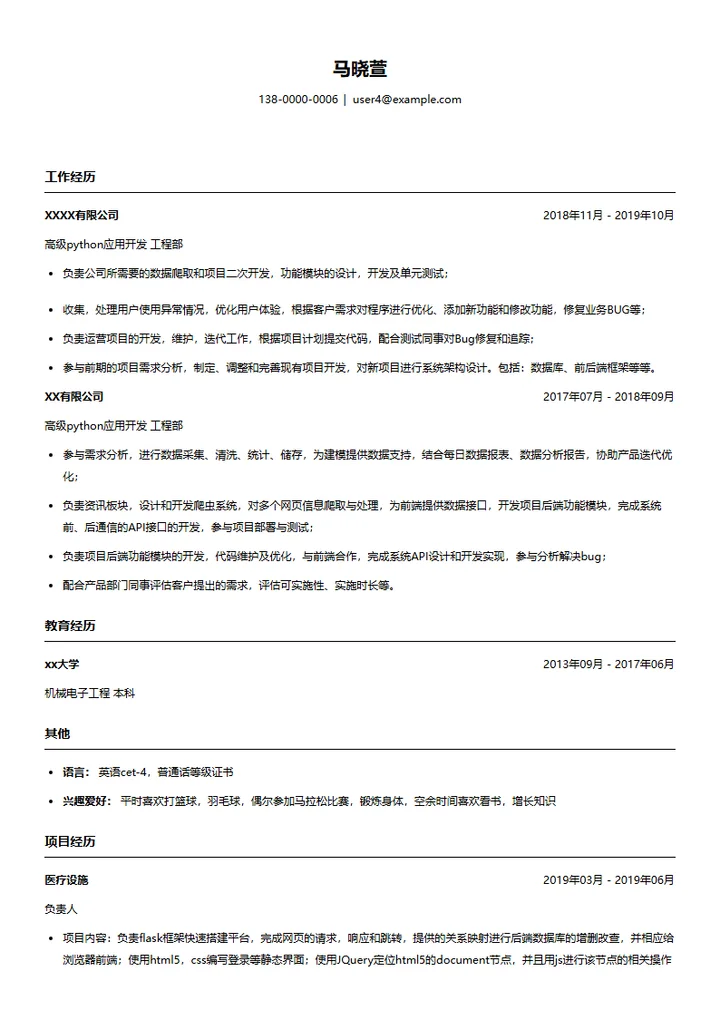 马晓萱
138-0000-0006 | user4@example.com
工作经历
XXXX有限公司 2018年11月 - 2019年10月
高级python应用开发 工程部
• 负责公司所需要的数据爬取和项目二次开发，功能模块的设计，开发及单元测试；
• 收集，处理用户使用异常情况，优化用户体验，根据客户需求对程序进行优化、添加新功能和修改功能，修复业务BUG等；
• 负责运营项目的开发，维护，迭代工作，根据项目计划提交代码，配合测试同事对Bug修复和追踪；
• 参与前期的项目需求分析，制定、调整和完善现有项目开发，对新项目进行系统架构设计。包括：数据库、前后端框架等等。
XX有限公司 2017年07月 - 2018年09月
高级python应用开发 工程部
• 参与需求分析，进行数据采集、清洗、统计、储存，为建模提供数据支持，结合每日数据报表、数据分析报告，协助产品迭代优
化；
• 负责资讯板块，设计和开发爬虫系统，对多个网页信息爬取与处理，为前端提供数据接口，开发项目后端功能模块，完成系统
前、后通信的API接口的开发，参与项目部署与测试；
• 负责项目后端功能模块的开发，代码维护及优化，与前端合作，完成系统API设计和开发实现，参与分析解决bug；
• 配合产品部门同事评估客户提出的需求，评估可实施性、实施时长等。
教育经历
xx大学 2013年09月 - 2017年06月
机械电子工程 本科
其他
• 语言： 英语cet-4，普通话等级证书
• 兴趣爱好： 平时喜欢打篮球，羽毛球，偶尔参加马拉松比赛，锻炼身体，空余时间喜欢看书，增长知识
项目经历
医疗设施 2019年03月 - 2019年06月
负责人
• 项目内容：负责flask框架快速搭建平台，完成网页的请求，响应和跳转，提供的关系映射进行后端数据库的增删改查，并相应给
浏览器前端；使用html5，css编写登录等静态界面；使用JQuery定位html5的document节点，并且用js进行该节点的相关操作